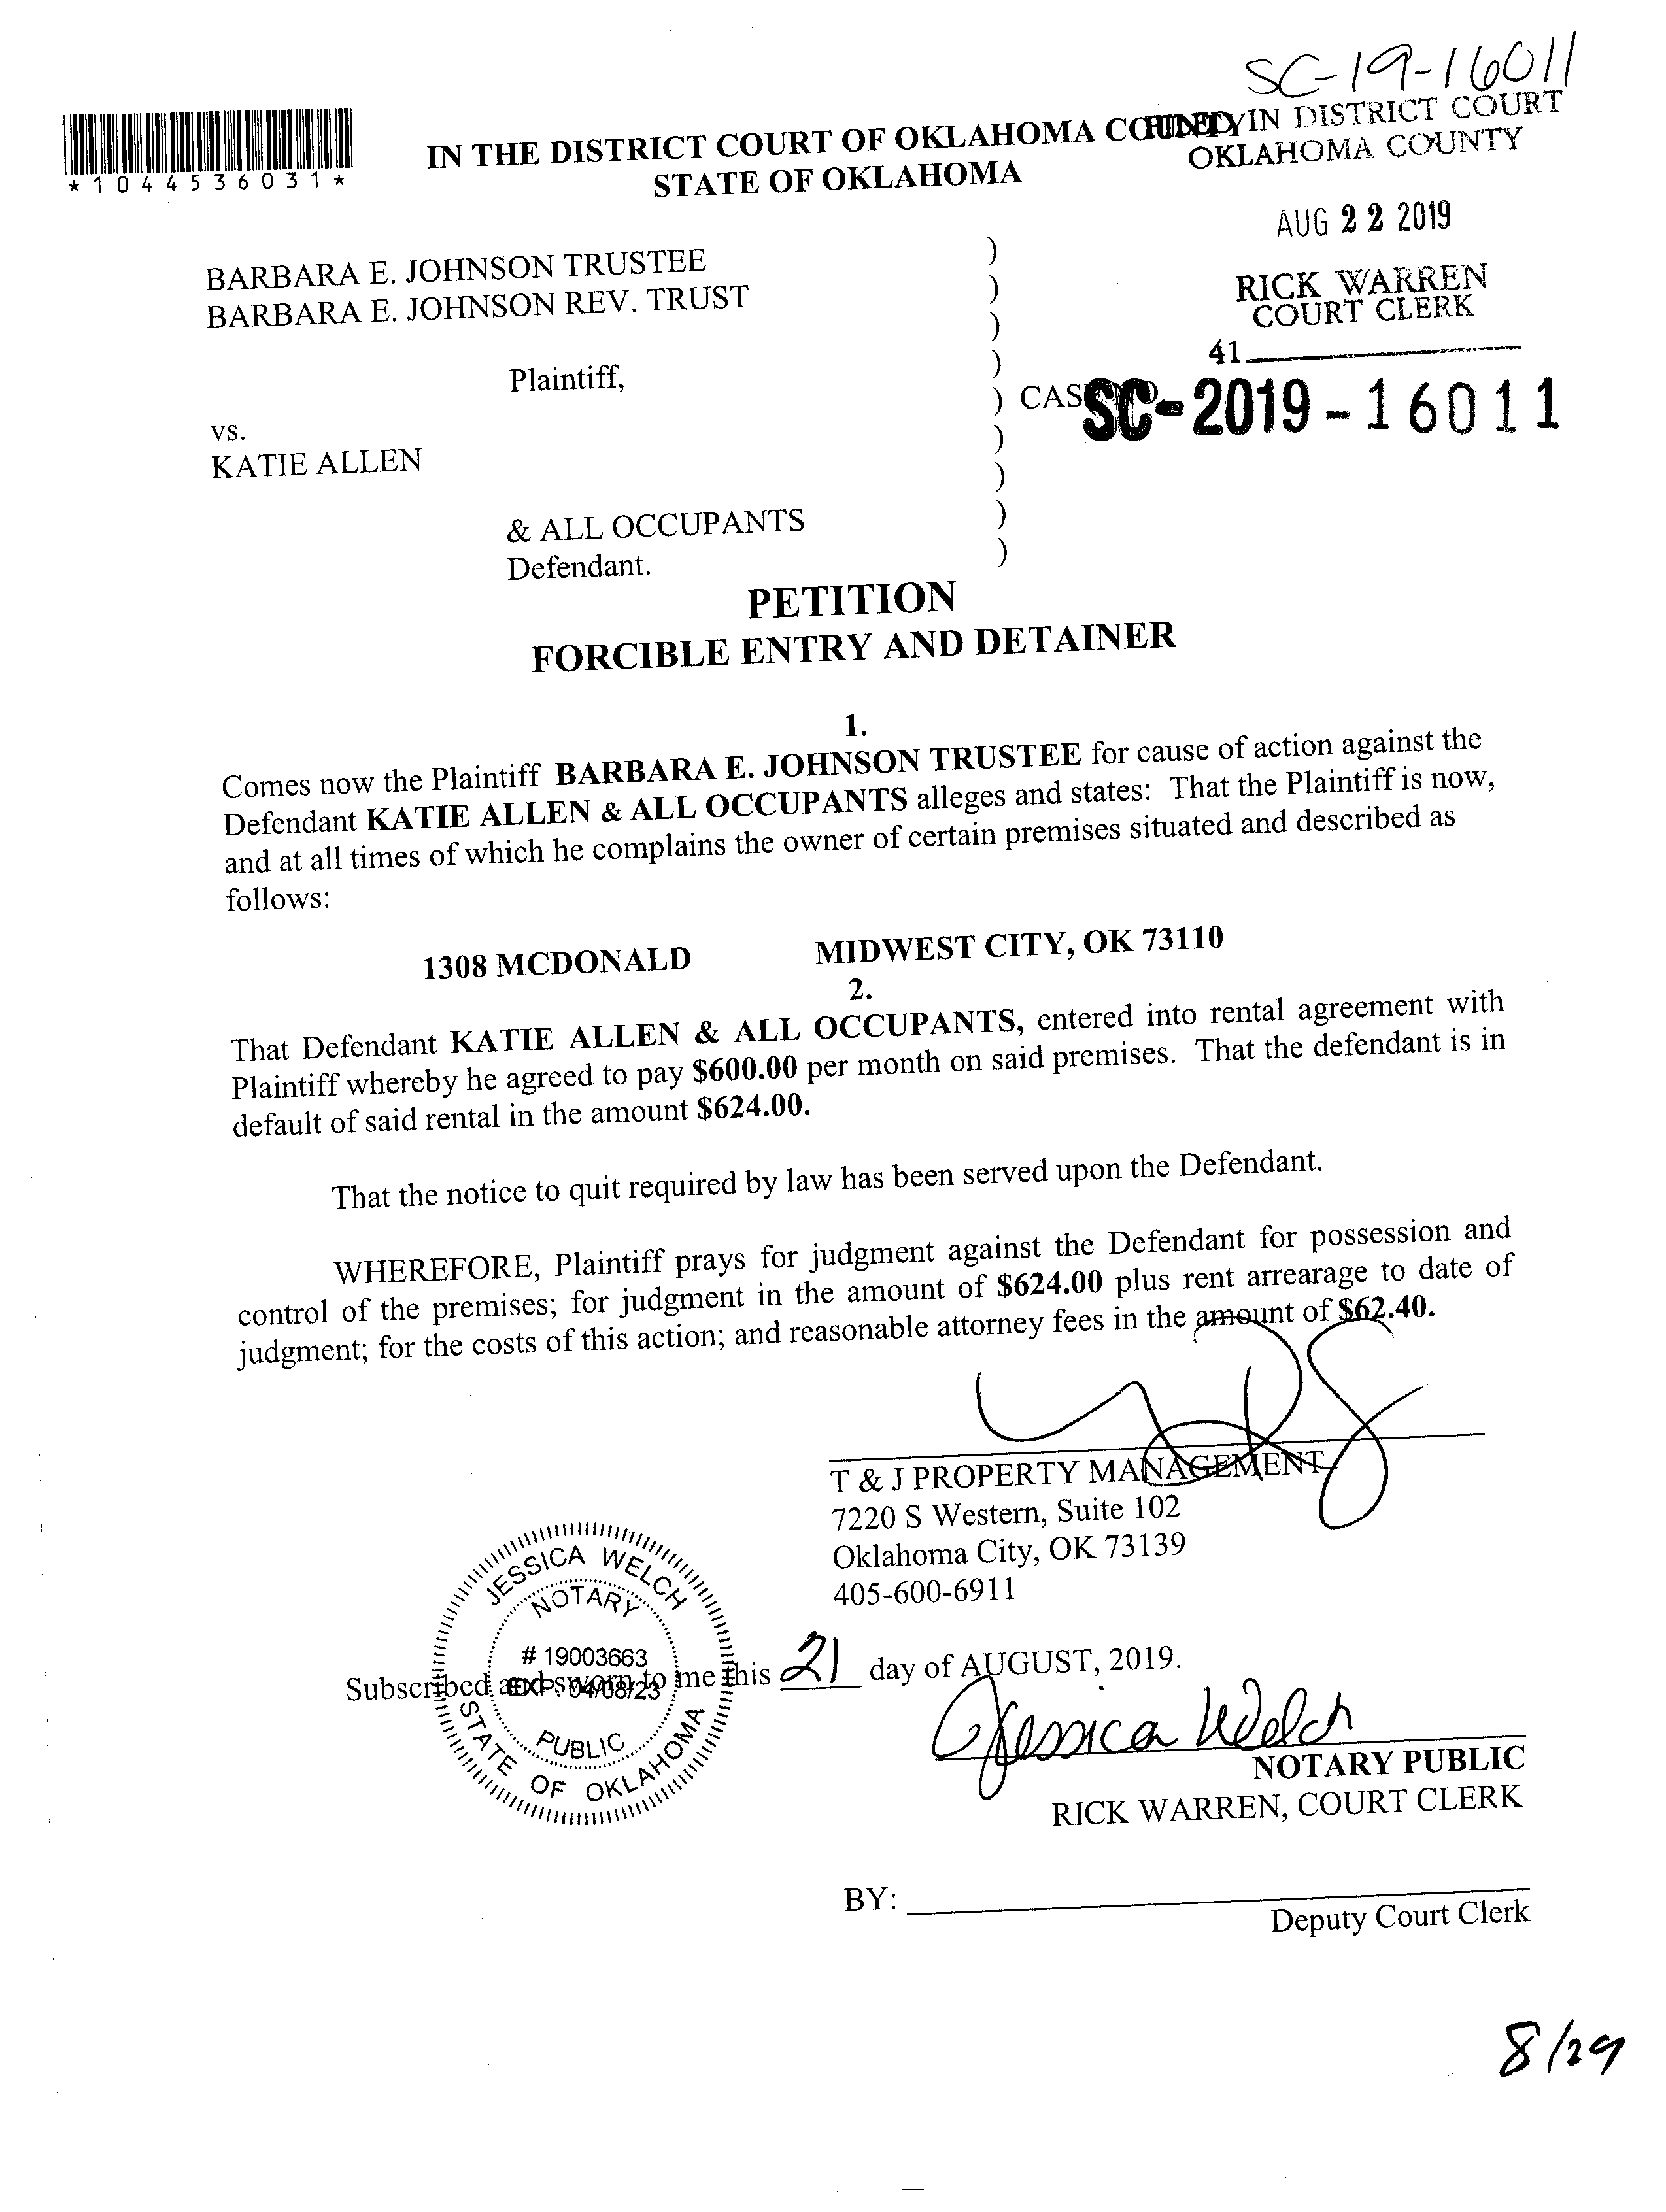 SC-19-16011
*1044536031*
IN THE DISTRICT COURT OF OKLAHOMA COUNTY
STATE OF OKLAHOMA
FILED IN DISTRICT COURT
OKLAHOMA COUNTY
AUG 22 2019
RICK WARREN
COURT CLERK
41
BARBARA E. JOHNSON TRUSTEE )
BARBARA E. JOHNSON REV. TRUST )
)
Plaintiff, )
) CASE NO
SC-2019-16011
vs. )
KATIE ALLEN )
& ALL OCCUPANTS )
Defendant. )
PETITION
FORCIBLE ENTRY AND DETAINER
1.
Comes now the Plaintiff BARBARA E. JOHNSON TRUSTEE for cause of action against the
Defendant KATIE ALLEN & ALL OCCUPANTS alleges and states: That the Plaintiff is now,
and at all times of which he complains the owner of certain premises situated and described as
follows:
1308 MCDONALD MIDWEST CITY, OK 73110
2.
That Defendant KATIE ALLEN & ALL OCCUPANTS, entered into rental agreement with
Plaintiff whereby he agreed to pay $600.00 per month on said premises. That the defendant is in
default of said rental in the amount $624.00.
That the notice to quit required by law has been served upon the Defendant.
WHEREFORE, Plaintiff prays for judgment against the Defendant for possession and
control of the premises; for judgment in the amount of $624.00 plus rent arrearage to date of
judgment; for the costs of this action; and reasonable attorney fees in the amount of $62.40.
T & J PROPERTY MANAGEMENT
7220 S Western, Suite 102
Oklahoma City, OK 73139
405-600-6911
JESSICA WELCH
NOTARY
# 19003663
EXP. 04/08/23
PUBLIC
STATE OF OKLAHOMA
Subscribed and sworn to me this 21 day of AUGUST, 2019.
Jessica Welch
NOTARY PUBLIC
RICK WARREN, COURT CLERK
BY:
Deputy Court Clerk
8/29